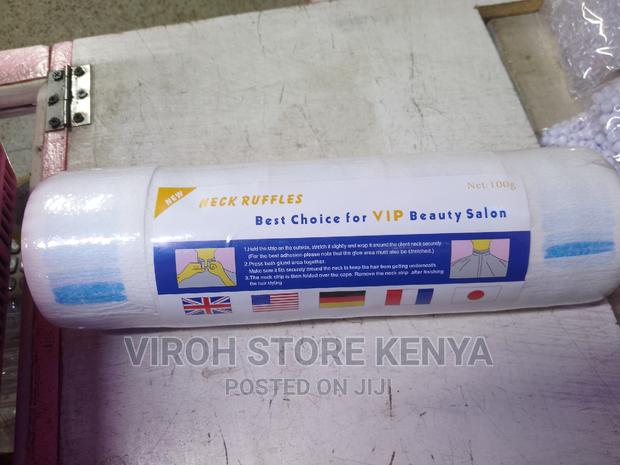 NEW
NECK RUFFLES
Net:100g
Best Choice for VIP Beauty Salon
1.Hold the strip on the outside, stretch it slightly and wrap it around the client neck securely.
(For the best adhesion please note that the glue area must also be stretched.)
2.Press both glued area together.
Make sure it fits securely around the neck to keep the hair from getting underneath.
3.The neck strip is then folded over the cape. Remove the neck strip after finishing
the hair styling
VIROH STORE KENYA
POSTED ON JIJI